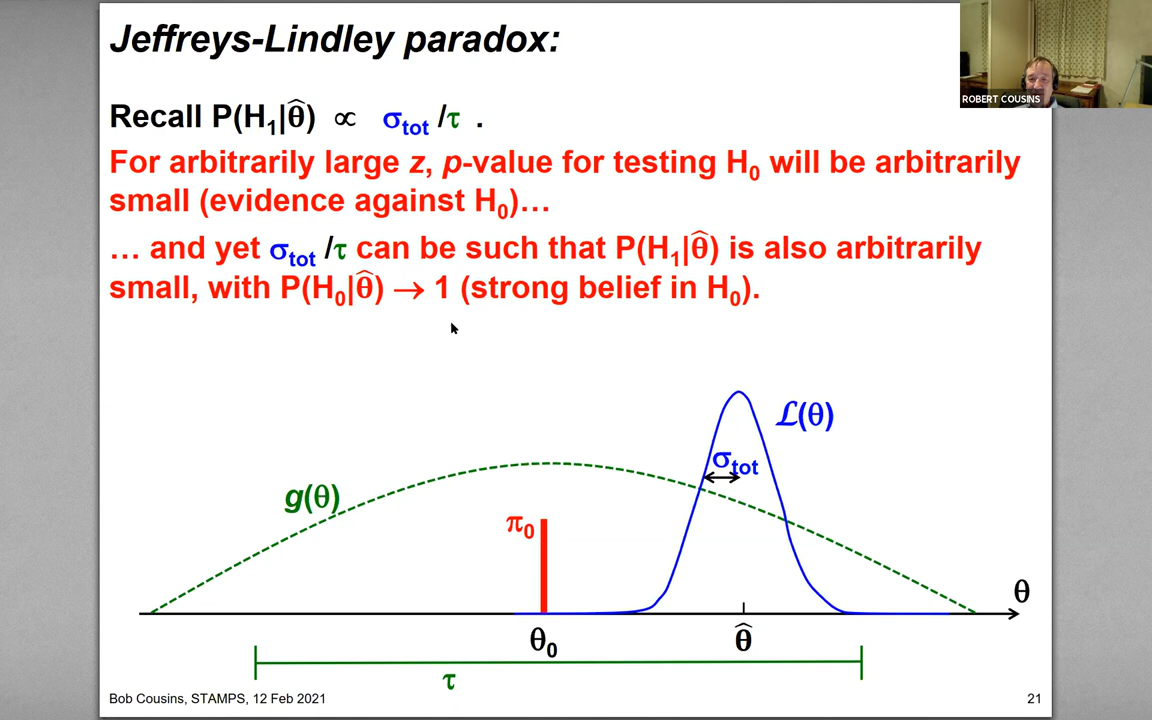 Jeffreys-Lindley paradox:
ROBERT COUSINS
Recall P(H₁|θ̂) ∝ σtot /τ .
For arbitrarily large z, p-value for testing H₀ will be arbitrarily
small (evidence against H₀)…
… and yet σtot /τ can be such that P(H₁|θ̂) is also arbitrarily
small, with P(H₀|θ̂) → 1 (strong belief in H₀).
ℒ(θ)
σtot
g(θ)
π₀
θ
θ₀
θ̂
τ
Bob Cousins, STAMPS, 12 Feb 2021
21